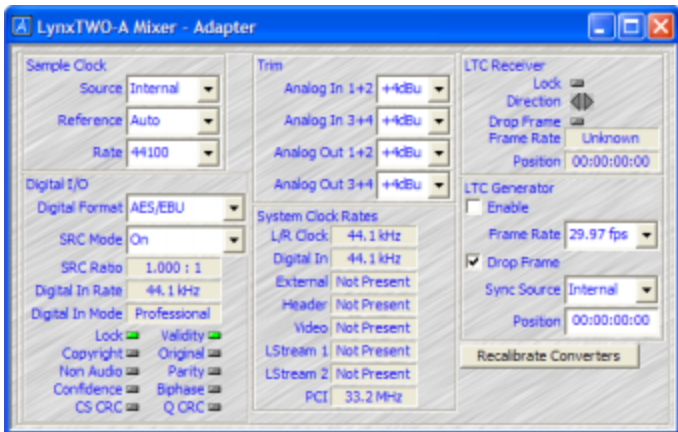 LynxTWO-A Mixer - Adapter
Sample Clock
Source Internal
Reference Auto
Rate 44100
Digital I/O
Digital Format AES/EBU
SRC Mode On
SRC Ratio 1.000 : 1
Digital In Rate 44.1 kHz
Digital In Mode Professional
Lock Validity
Copyright Original
Non Audio Parity
Confidence Biphase
CS CRC Q CRC
Trim
Analog In 1+2 +4dBu
Analog In 3+4 +4dBu
Analog Out 1+2 +4dBu
Analog Out 3+4 +4dBu
System Clock Rates
L/R Clock 44.1 kHz
Digital In 44.1 kHz
External Not Present
Header Not Present
Video Not Present
LStream 1 Not Present
LStream 2 Not Present
PCI 33.2 MHz
LTC Receiver
Lock
Direction
Drop Frame
Frame Rate Unknown
Position 00:00:00:00
LTC Generator
Enable
Frame Rate 29.97 fps
Drop Frame
Sync Source Internal
Position 00:00:00:00
Recalibrate Converters